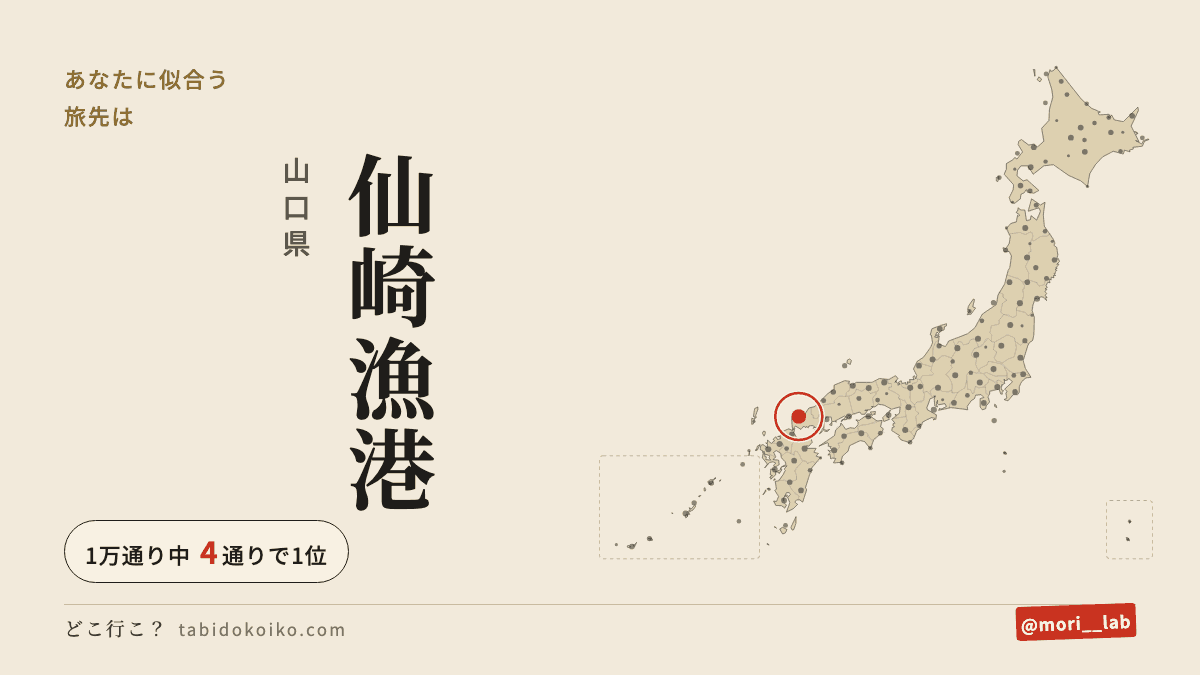 あなたに似合う
旅先は
山口県
仙崎漁港
1万通り中 4通りで1位
どこ行こ？ tabidokoiko.com
@mori__lab